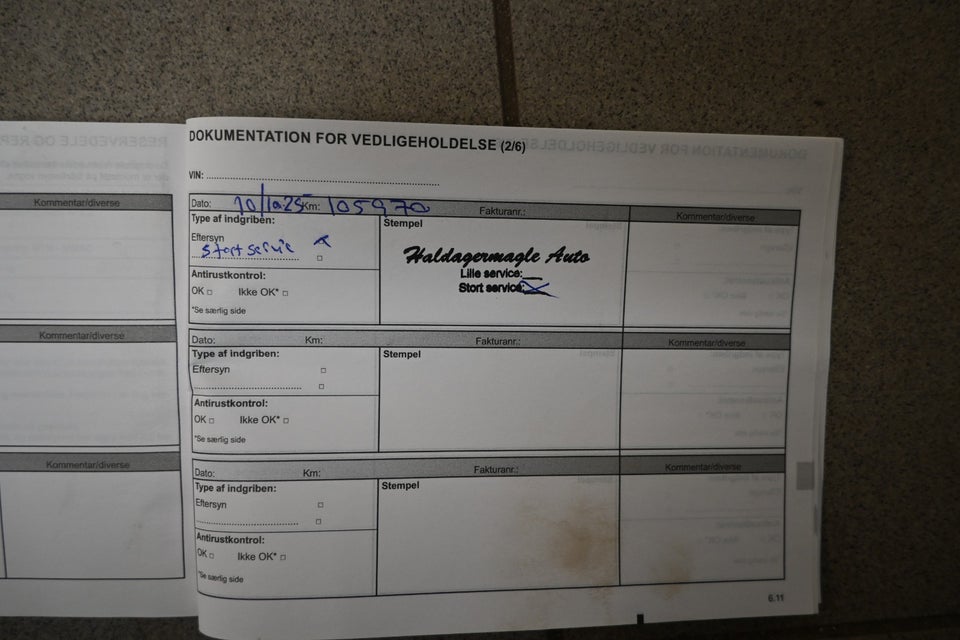 DOKUMENTATION FOR VEDLIGEHOLDELSE (2/6)
VIN:
Kommentar/diverse
Kommentar/diverse
Kommentar/diverse
Dato: 10/10.25 Km: 105970 Fakturanr.: Kommentar/diverse
Type af indgriben: Stempel
Eftersyn
Stort servie x
Haldagermagle Auto
Lille service:
Stort service: X
Antirustkontrol:
OK Ikke OK*
*Se særlig side
Dato: Km: Fakturanr.: Kommentar/diverse
Type af indgriben: Stempel
Eftersyn
Antirustkontrol:
OK Ikke OK*
*Se særlig side
Dato: Km: Fakturanr.: Kommentar/diverse
Type af indgriben: Stempel
Eftersyn
Antirustkontrol:
OK Ikke OK*
*Se særlig side
6.11